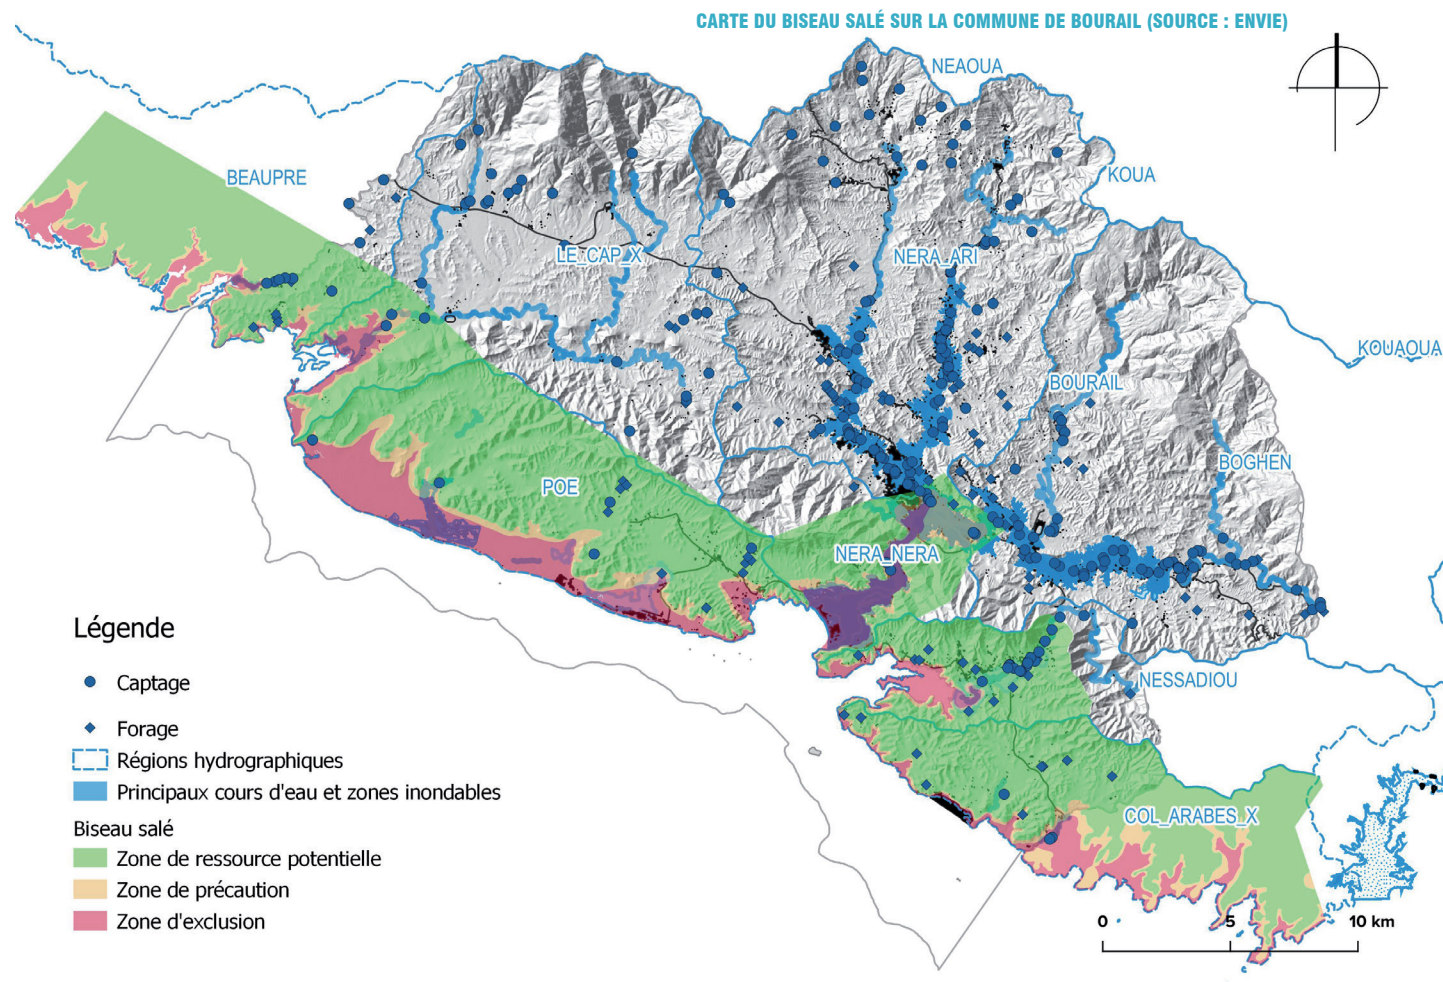 CARTE DU BISEAU SALÉ SUR LA COMMUNE DE BOURAIL (SOURCE : ENVIE)
NEAOUA
BEAUPRE
KOUA
LE_CAP_X
NERA_ARI
KOUAOUA
BOURAIL
BOGHEN
POE
NERA_NERA
NESSADIOU
COL_ARABES_X
Légende
Captage
Forage
Régions hydrographiques
Principaux cours d'eau et zones inondables
Biseau salé
Zone de ressource potentielle
Zone de précaution
Zone d'exclusion
0 5 10 km